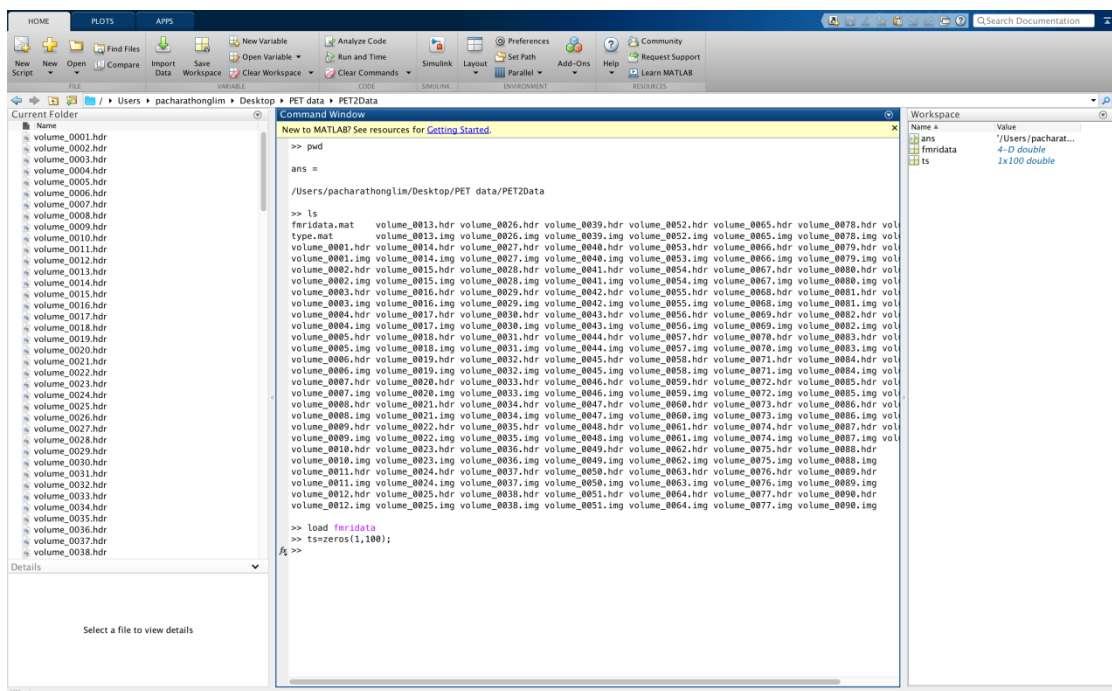 HOME PLOTS APPS
Search Documentation
New Script
New
Open
Find Files
Compare
Import Data
Save Workspace
New Variable
Open Variable
Clear Workspace
Analyze Code
Run and Time
Clear Commands
Simulink
Layout
Preferences
Set Path
Parallel
Add-Ons
Help
Community
Request Support
Learn MATLAB
FILE VARIABLE CODE SIMULINK ENVIRONMENT RESOURCES
/ Users pacharathonglim Desktop PET data PET2Data
Current Folder
Name
volume_0001.hdr
volume_0002.hdr
volume_0003.hdr
volume_0004.hdr
volume_0005.hdr
volume_0006.hdr
volume_0007.hdr
volume_0008.hdr
volume_0009.hdr
volume_0010.hdr
volume_0011.hdr
volume_0012.hdr
volume_0013.hdr
volume_0014.hdr
volume_0015.hdr
volume_0016.hdr
volume_0017.hdr
volume_0018.hdr
volume_0019.hdr
volume_0020.hdr
volume_0021.hdr
volume_0022.hdr
volume_0023.hdr
volume_0024.hdr
volume_0025.hdr
volume_0026.hdr
volume_0027.hdr
volume_0028.hdr
volume_0029.hdr
volume_0030.hdr
volume_0031.hdr
volume_0032.hdr
volume_0033.hdr
volume_0034.hdr
volume_0035.hdr
volume_0036.hdr
volume_0037.hdr
volume_0038.hdr
Details
Select a file to view details
Command Window
New to MATLAB? See resources for Getting Started.
>> pwd
ans =
/Users/pacharathonglim/Desktop/PET data/PET2Data
>> ls
fmridata.mat volume_0013.hdr volume_0026.hdr volume_0039.hdr volume_0052.hdr volume_0065.hdr volume_0078.hdr vol
type.mat volume_0013.img volume_0026.img volume_0039.img volume_0052.img volume_0065.img volume_0078.img vol
volume_0001.hdr volume_0014.hdr volume_0027.hdr volume_0040.hdr volume_0053.hdr volume_0066.hdr volume_0079.hdr vol
volume_0001.img volume_0014.img volume_0027.img volume_0040.img volume_0053.img volume_0066.img volume_0079.img vol
volume_0002.hdr volume_0015.hdr volume_0028.hdr volume_0041.hdr volume_0054.hdr volume_0067.hdr volume_0080.hdr vol
volume_0002.img volume_0015.img volume_0028.img volume_0041.img volume_0054.img volume_0067.img volume_0080.img vol
volume_0003.hdr volume_0016.hdr volume_0029.hdr volume_0042.hdr volume_0055.hdr volume_0068.hdr volume_0081.hdr vol
volume_0003.img volume_0016.img volume_0029.img volume_0042.img volume_0055.img volume_0068.img volume_0081.img vol
volume_0004.hdr volume_0017.hdr volume_0030.hdr volume_0043.hdr volume_0056.hdr volume_0069.hdr volume_0082.hdr vol
volume_0004.img volume_0017.img volume_0030.img volume_0043.img volume_0056.img volume_0069.img volume_0082.img vol
volume_0005.hdr volume_0018.hdr volume_0031.hdr volume_0044.hdr volume_0057.hdr volume_0070.hdr volume_0083.hdr vol
volume_0005.img volume_0018.img volume_0031.img volume_0044.img volume_0057.img volume_0070.img volume_0083.img vol
volume_0006.hdr volume_0019.hdr volume_0032.hdr volume_0045.hdr volume_0058.hdr volume_0071.hdr volume_0084.hdr vol
volume_0006.img volume_0019.img volume_0032.img volume_0045.img volume_0058.img volume_0071.img volume_0084.img vol
volume_0007.hdr volume_0020.hdr volume_0033.hdr volume_0046.hdr volume_0059.hdr volume_0072.hdr volume_0085.hdr vol
volume_0007.img volume_0020.img volume_0033.img volume_0046.img volume_0059.img volume_0072.img volume_0085.img vol
volume_0008.hdr volume_0021.hdr volume_0034.hdr volume_0047.hdr volume_0060.hdr volume_0073.hdr volume_0086.hdr vol
volume_0008.img volume_0021.img volume_0034.img volume_0047.img volume_0060.img volume_0073.img volume_0086.img vol
volume_0009.hdr volume_0022.hdr volume_0035.hdr volume_0048.hdr volume_0061.hdr volume_0074.hdr volume_0087.hdr vol
volume_0009.img volume_0022.img volume_0035.img volume_0048.img volume_0061.img volume_0074.img volume_0087.img vol
volume_0010.hdr volume_0023.hdr volume_0036.hdr volume_0049.hdr volume_0062.hdr volume_0075.hdr volume_0088.hdr
volume_0010.img volume_0023.img volume_0036.img volume_0049.img volume_0062.img volume_0075.img volume_0088.img
volume_0011.hdr volume_0024.hdr volume_0037.hdr volume_0050.hdr volume_0063.hdr volume_0076.hdr volume_0089.hdr
volume_0011.img volume_0024.img volume_0037.img volume_0050.img volume_0063.img volume_0076.img volume_0089.img
volume_0012.hdr volume_0025.hdr volume_0038.hdr volume_0051.hdr volume_0064.hdr volume_0077.hdr volume_0090.hdr
volume_0012.img volume_0025.img volume_0038.img volume_0051.img volume_0064.img volume_0077.img volume_0090.img
>> load fmridata
>> ts=zeros(1,100);
fx >>
Workspace
Name Value
ans '/Users/pacharat...
fmridata 4-D double
ts 1x100 double